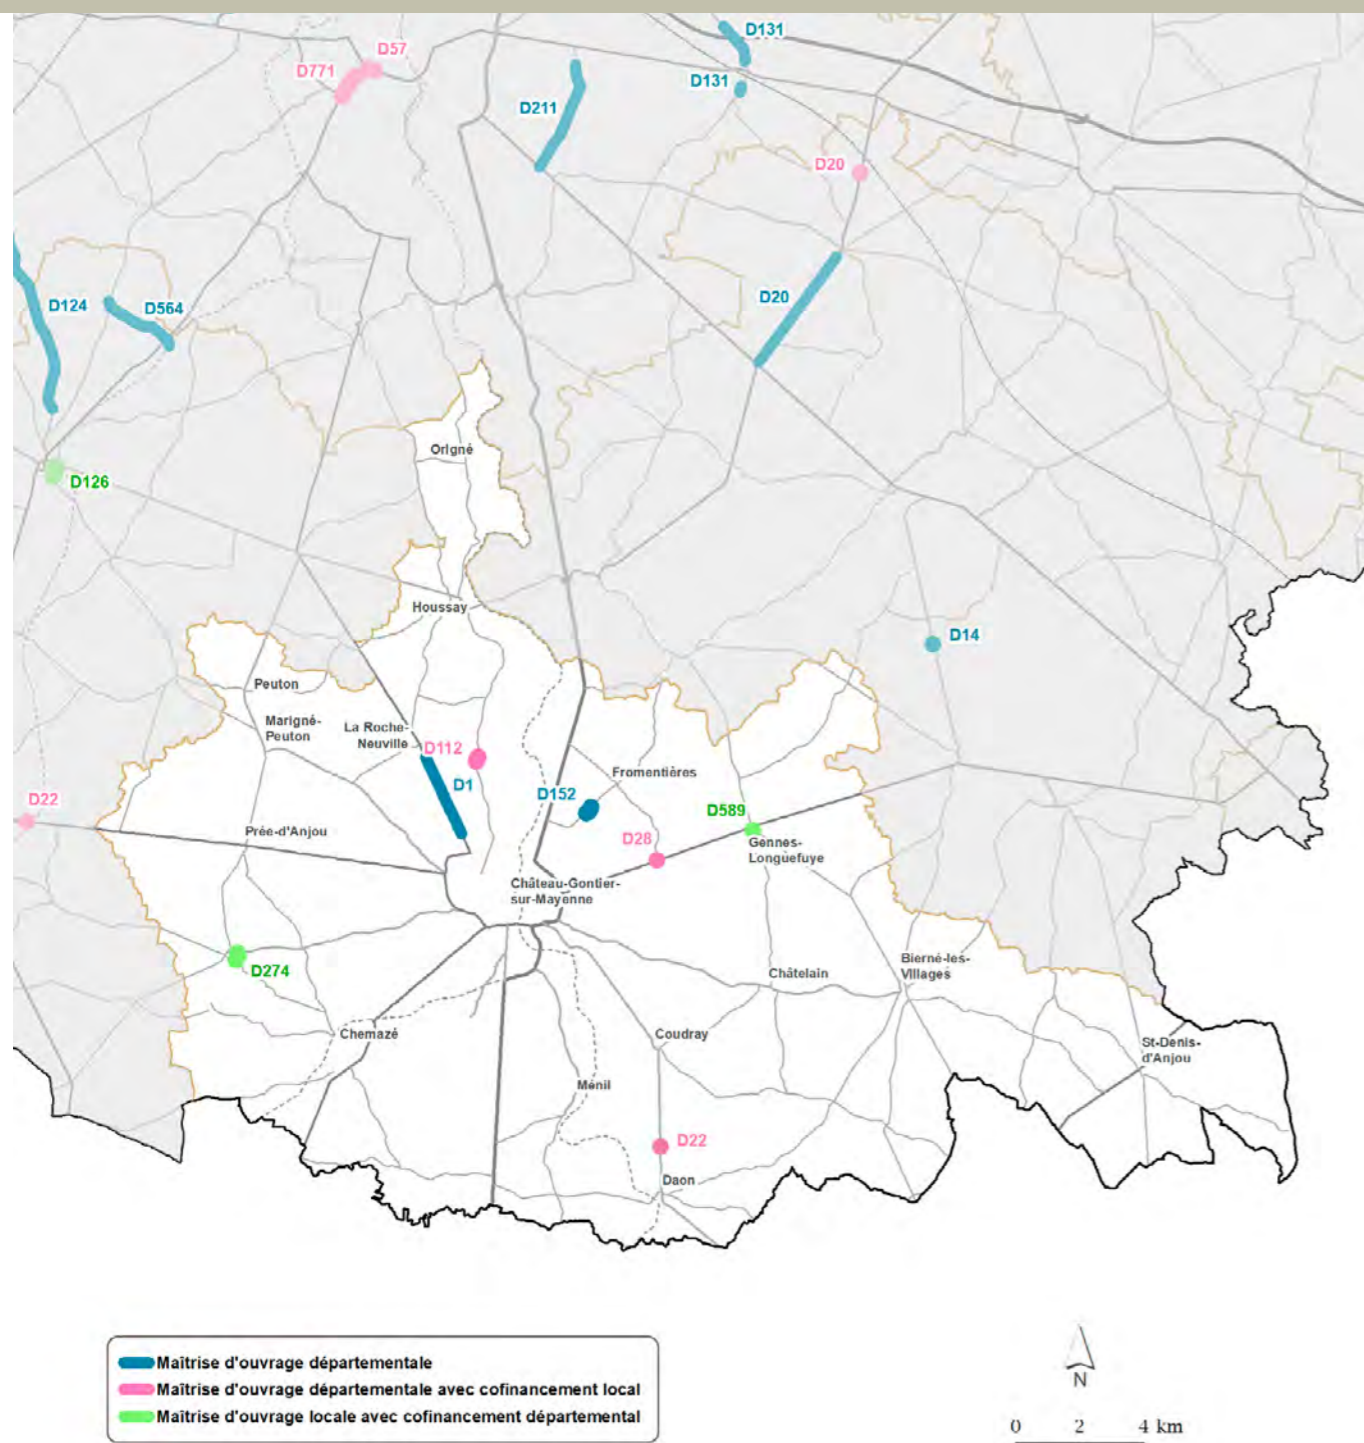 D131
D57
D771
D131
D211
D20
D20
D124
D564
Origné
D126
Houssay
D14
Peuton
Marigné-
Peuton
La Roche-
Neuville
D112
Fromentières
D1
D152
D22
D589
Prée-d'Anjou
D28
Gennes-
Longuefuye
Château-Gontier-
sur-Mayenne
D274
Châtelain
Bierné-les-
Villages
Chemazé
Coudray
St-Denis-
d'Anjou
Ménil
D22
Daon
Maîtrise d'ouvrage départementale
Maîtrise d'ouvrage départementale avec cofinancement local
Maîtrise d'ouvrage locale avec cofinancement départemental
N
0 2 4 km